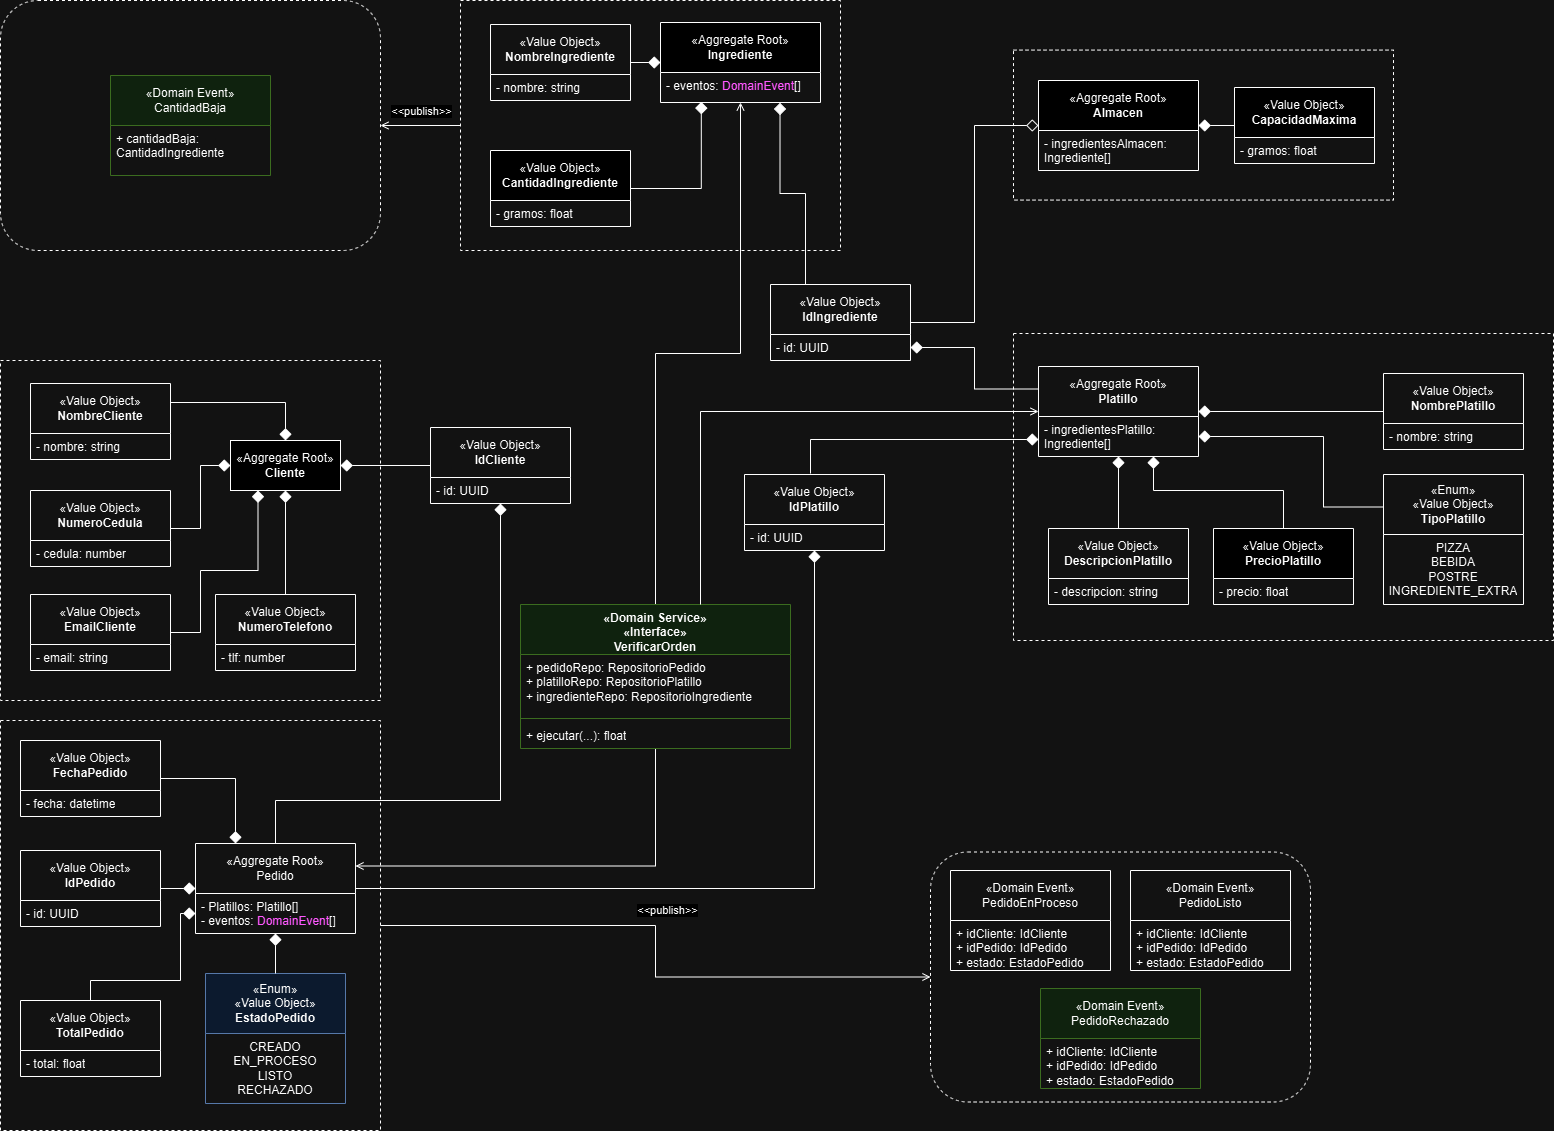 «Domain Event»
CantidadBaja
+ cantidadBaja:
CantidadIngrediente
<<publish>>
«Value Object»
NombreIngrediente
- nombre: string
«Aggregate Root»
Ingrediente
- eventos: DomainEvent[]
«Value Object»
CantidadIngrediente
- gramos: float
«Aggregate Root»
Almacen
- ingredientesAlmacen:
Ingrediente[]
«Value Object»
CapacidadMaxima
- gramos: float
«Value Object»
IdIngrediente
- id: UUID
«Value Object»
NombreCliente
- nombre: string
«Aggregate Root»
Cliente
«Value Object»
NumeroCedula
- cedula: number
«Value Object»
EmailCliente
- email: string
«Value Object»
NumeroTelefono
- tlf: number
«Value Object»
IdCliente
- id: UUID
«Aggregate Root»
Platillo
- ingredientesPlatillo:
Ingrediente[]
«Value Object»
NombrePlatillo
- nombre: string
«Value Object»
IdPlatillo
- id: UUID
«Value Object»
DescripcionPlatillo
- descripcion: string
«Value Object»
PrecioPlatillo
- precio: float
«Enum»
«Value Object»
TipoPlatillo
PIZZA
BEBIDA
POSTRE
INGREDIENTE_EXTRA
«Domain Service»
«Interface»
VerificarOrden
+ pedidoRepo: RepositorioPedido
+ platilloRepo: RepositorioPlatillo
+ ingredienteRepo: RepositorioIngrediente
+ ejecutar(...): float
«Value Object»
FechaPedido
- fecha: datetime
«Value Object»
IdPedido
- id: UUID
«Aggregate Root»
Pedido
- Platillos: Platillo[]
- eventos: DomainEvent[]
«Value Object»
TotalPedido
- total: float
«Enum»
«Value Object»
EstadoPedido
CREADO
EN_PROCESO
LISTO
RECHAZADO
<<publish>>
«Domain Event»
PedidoEnProceso
+ idCliente: IdCliente
+ idPedido: IdPedido
+ estado: EstadoPedido
«Domain Event»
PedidoListo
+ idCliente: IdCliente
+ idPedido: IdPedido
+ estado: EstadoPedido
«Domain Event»
PedidoRechazado
+ idCliente: IdCliente
+ idPedido: IdPedido
+ estado: EstadoPedido